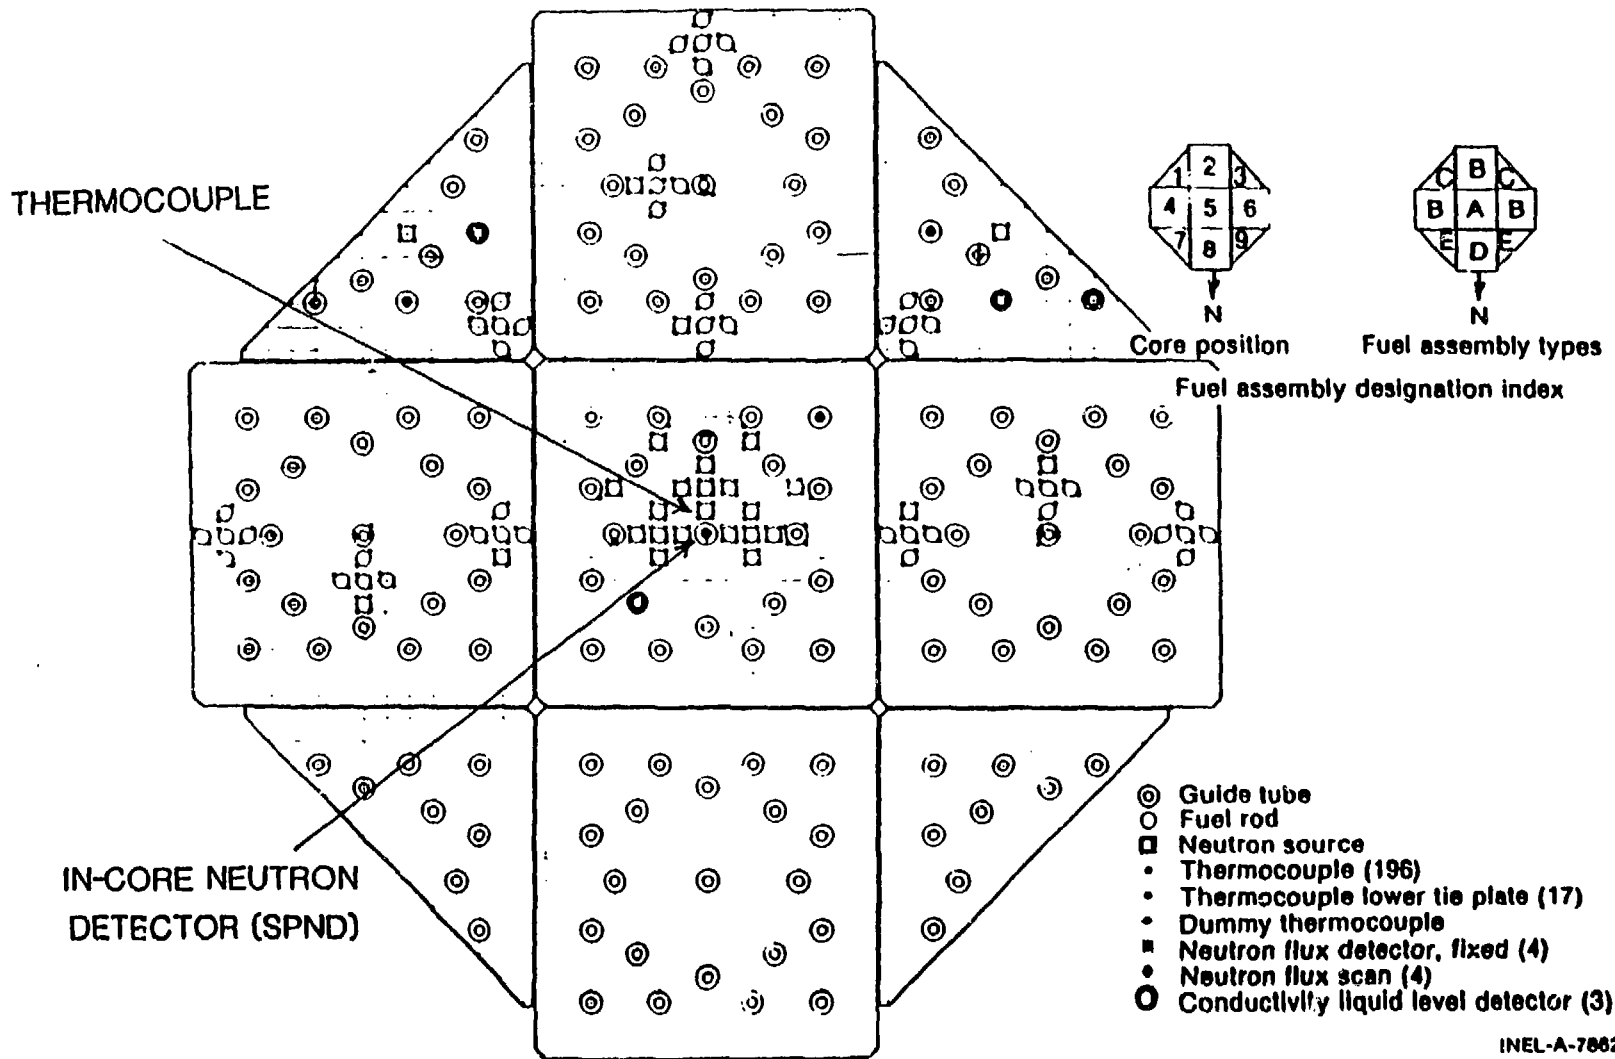 THERMOCOUPLE
IN-CORE NEUTRON
DETECTOR (SPND)
1 2 3
4 5 6
7 8 9
N
Core position
C B C
B A B
E D E
N
Fuel assembly types
Fuel assembly designation index
Guide tube
Fuel rod
Neutron source
Thermocouple (196)
Thermocouple lower tie plate (17)
Dummy thermocouple
Neutron flux detector, fixed (4)
Neutron flux scan (4)
Conductivity liquid level detector (3)
INEL-A-7862